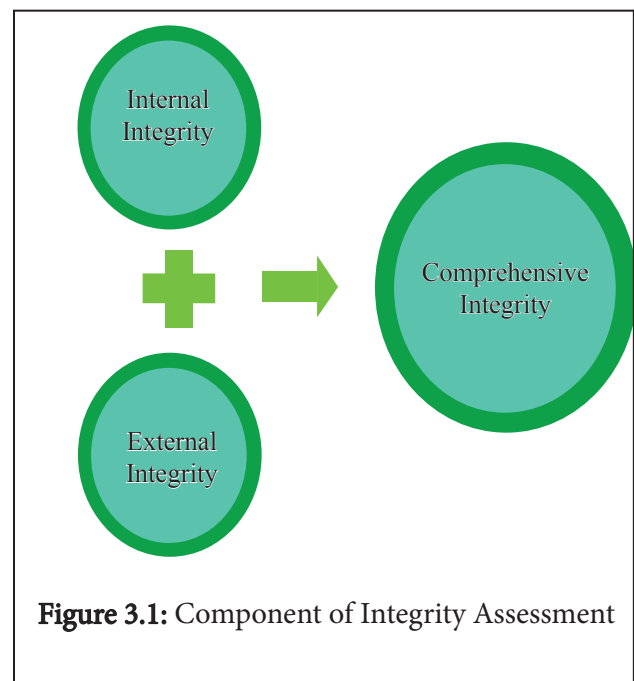 Internal
Integrity
Comprehensive
Integrity
External
Integrity
Figure 3.1: Component of Integrity Assessment